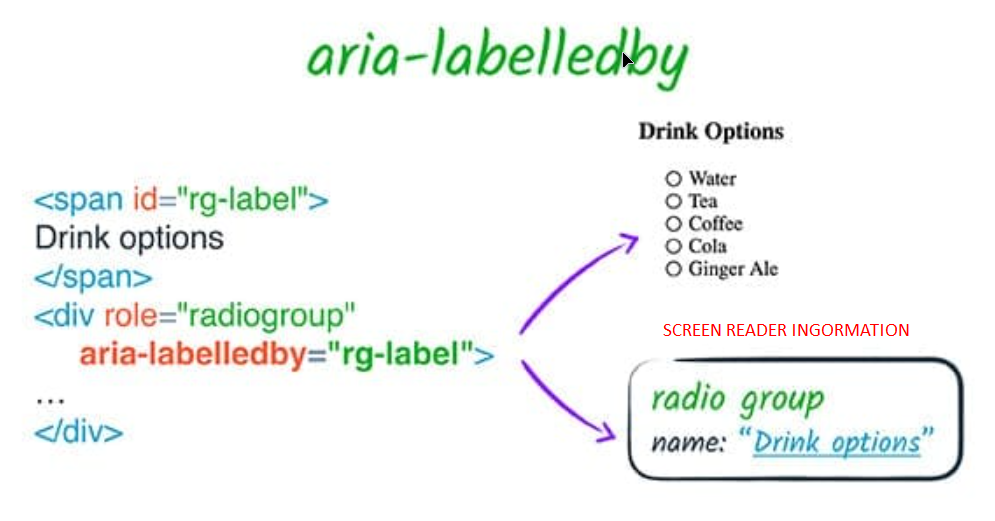 aria-labelledby
<span id="rg-label">
Drink options
</span>
<div role="radiogroup"
aria-labelledby="rg-label">
...
</div>
Drink Options
Water
Tea
Coffee
Cola
Ginger Ale
SCREEN READER INGORMATION
radio group
name: “Drink options”